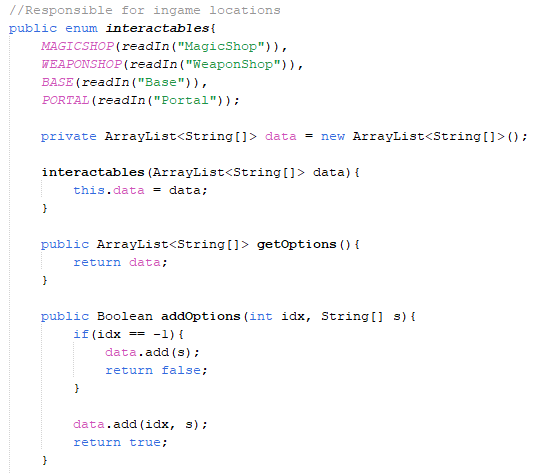 //Responsible for ingame locations
public enum interactables{
MAGICSHOP(readIn("MagicShop")),
WEAPONSHOP(readIn("WeaponShop")),
BASE(readIn("Base")),
PORTAL(readIn("Portal"));
private ArrayList<String[]> data = new ArrayList<String[]>();
interactables(ArrayList<String[]> data){
this.data = data;
}
public ArrayList<String[]> getOptions(){
return data;
}
public Boolean addOptions(int idx, String[] s){
if(idx == -1){
data.add(s);
return false;
}
data.add(idx, s);
return true;
}